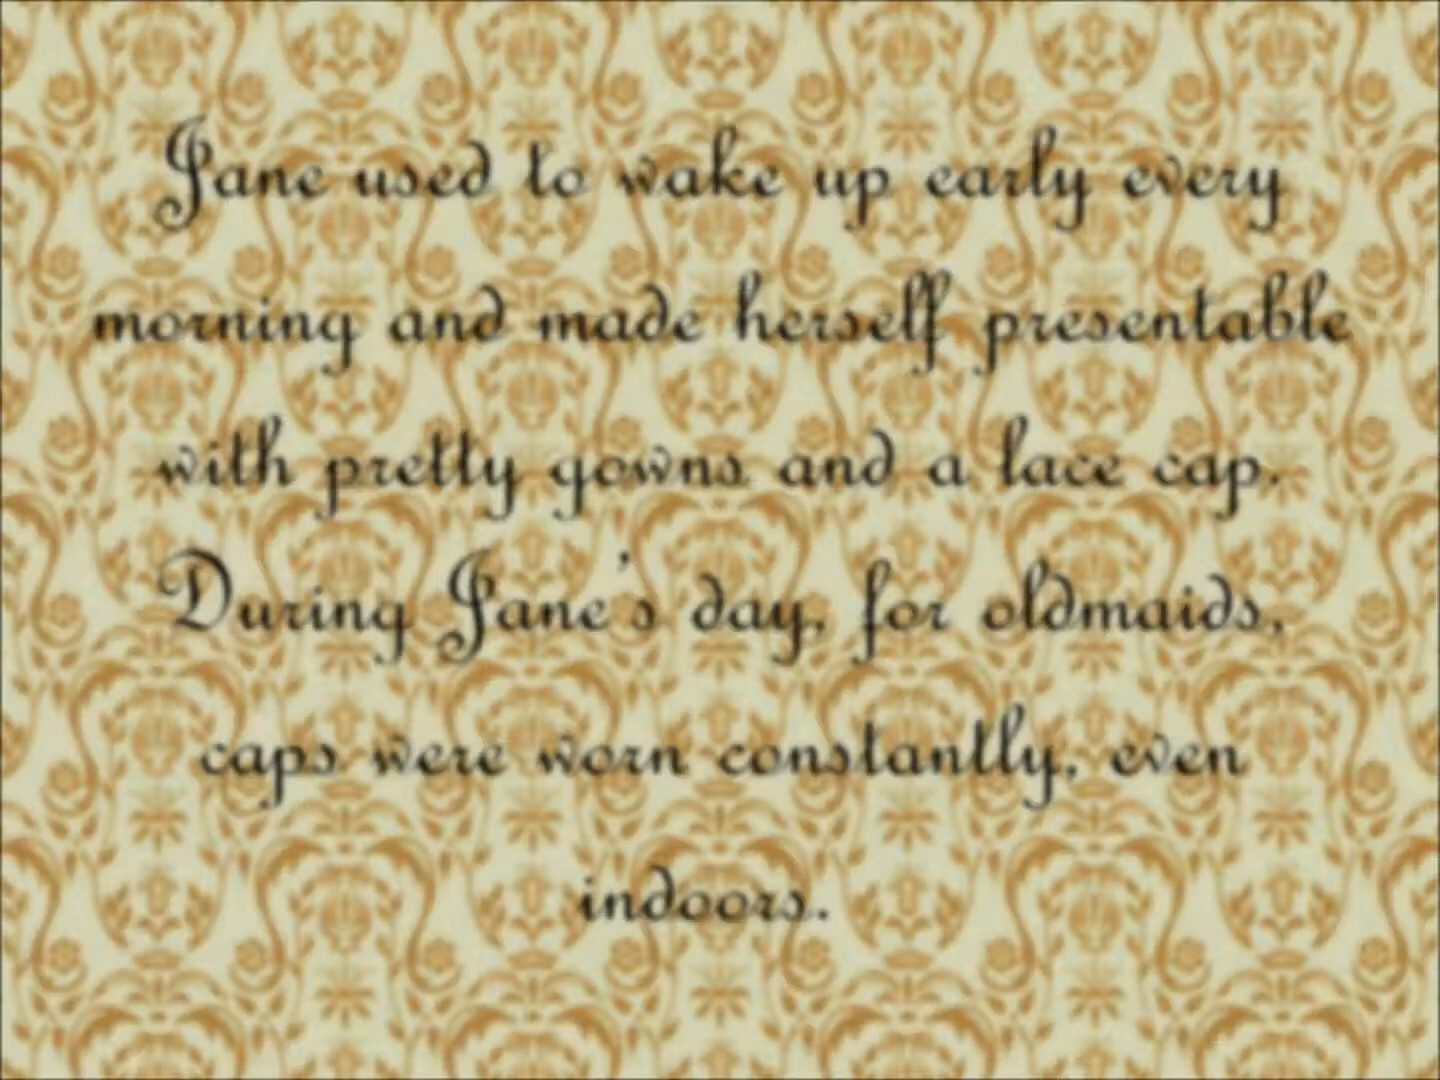 Jane used to wake up early every
morning and made herself presentable
with pretty gowns and a lace cap.
During Jane's day, for oldmaids,
caps were worn constantly, even
indoors.